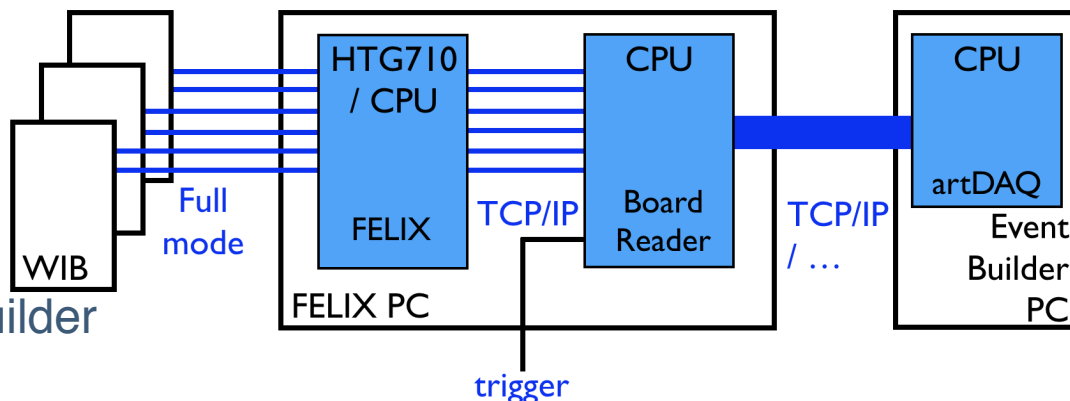 HTG710
/ CPU
FELIX
CPU
Board
Reader
CPU
artDAQ
Full
mode
TCP/IP
TCP/IP
/ ...
WIB
FELIX PC
Event
Builder
PC
trigger